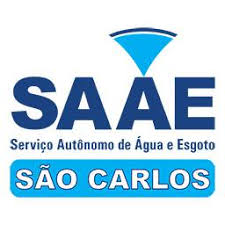 SAAE
Serviço Autônomo de Água e Esgoto
SÃO CARLOS